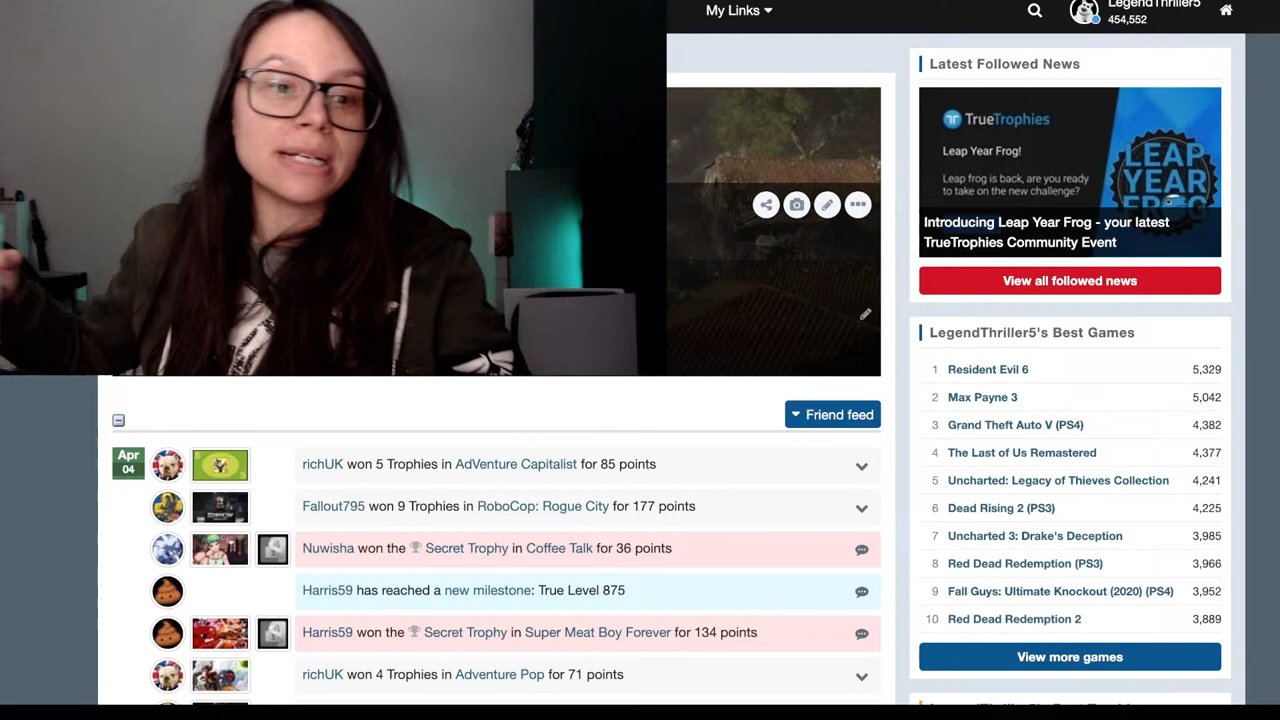 My Links
LegendThriller5
454,552
Latest Followed News
TrueTrophies
Leap Year Frog!
Leap frog is back, are you ready
to take on the new challenge?
LEAP
YEAR
FROG
Introducing Leap Year Frog - your latest
TrueTrophies Community Event
View all followed news
LegendThriller5's Best Games
1 Resident Evil 6 5,329
2 Max Payne 3 5,042
3 Grand Theft Auto V (PS4) 4,382
4 The Last of Us Remastered 4,377
5 Uncharted: Legacy of Thieves Collection 4,241
6 Dead Rising 2 (PS3) 4,225
7 Uncharted 3: Drake's Deception 3,985
8 Red Dead Redemption (PS3) 3,966
9 Fall Guys: Ultimate Knockout (2020) (PS4) 3,952
10 Red Dead Redemption 2 3,889
View more games
Friend feed
Apr
04
richUK won 5 Trophies in AdVenture Capitalist for 85 points
Fallout795 won 9 Trophies in RoboCop: Rogue City for 177 points
Nuwisha won the Secret Trophy in Coffee Talk for 36 points
Harris59 has reached a new milestone: True Level 875
Harris59 won the Secret Trophy in Super Meat Boy Forever for 134 points
richUK won 4 Trophies in Adventure Pop for 71 points